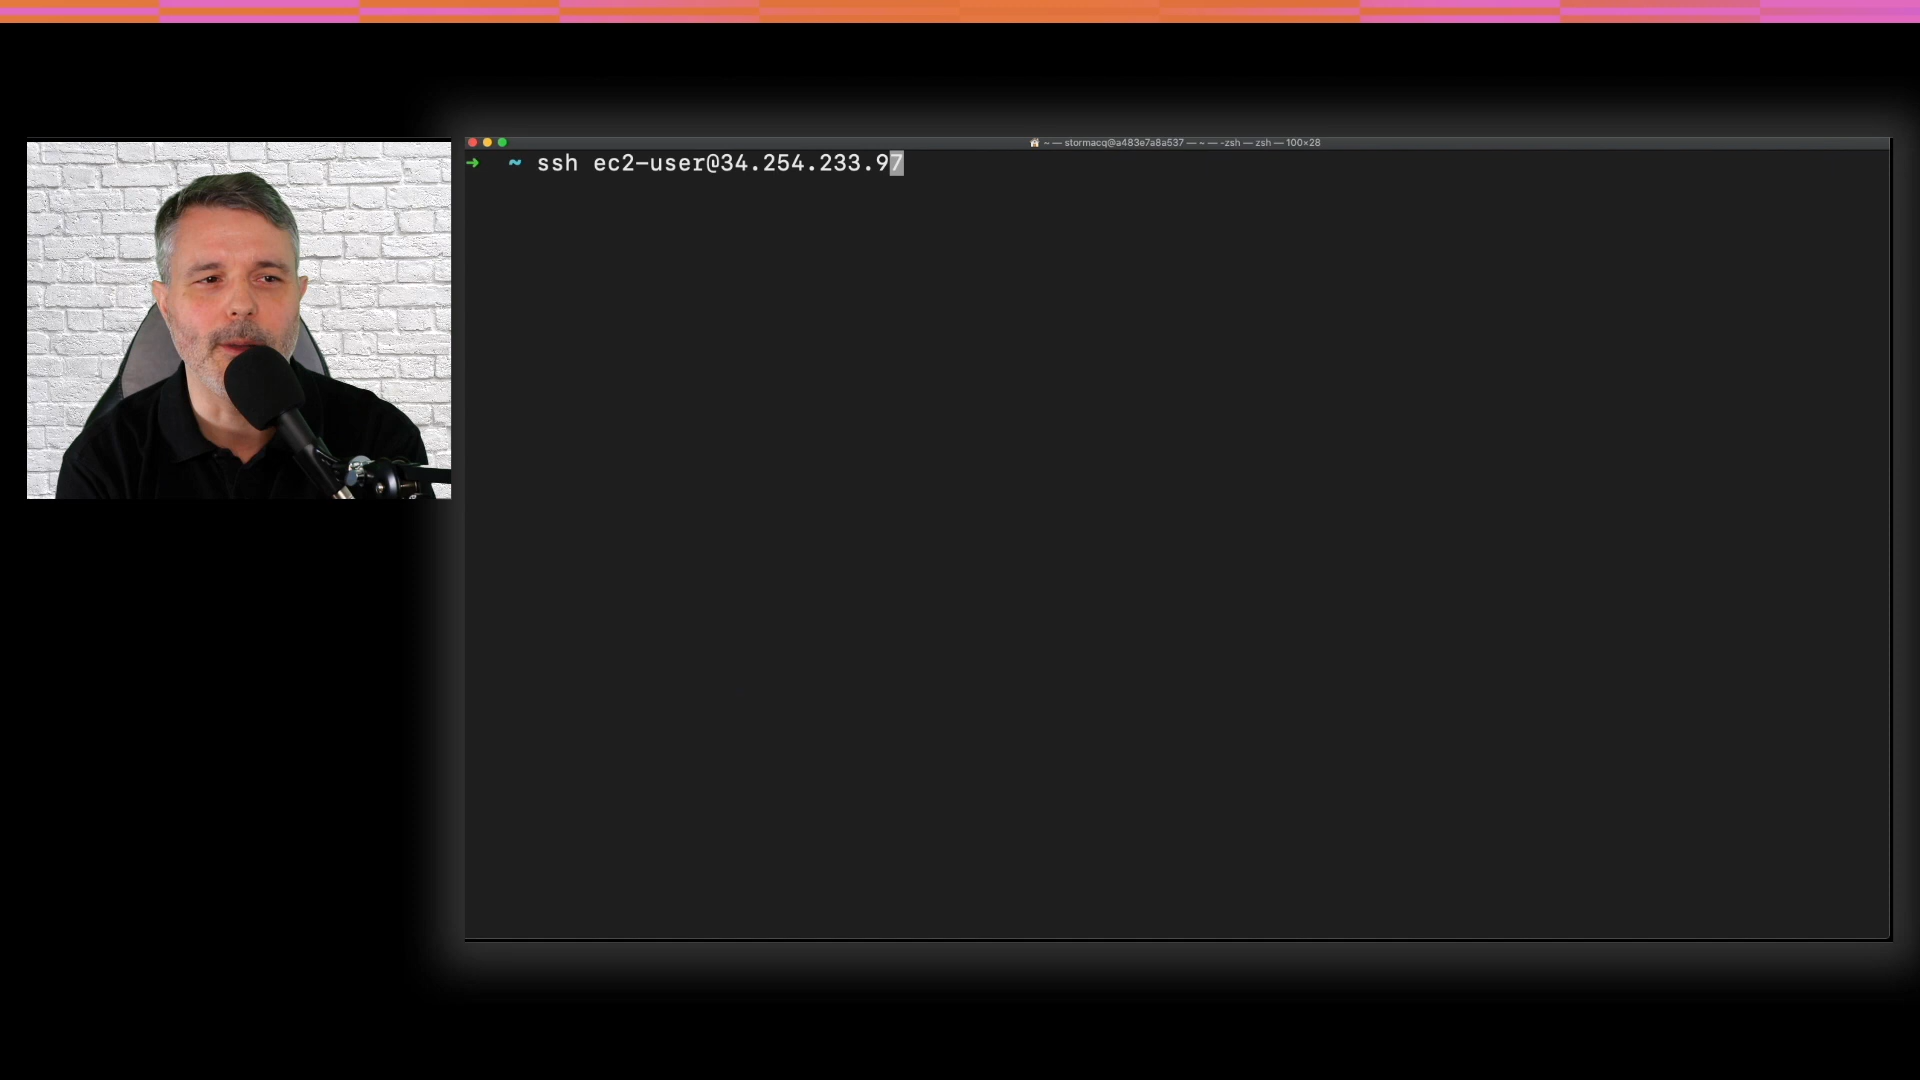 ~ — stormacq@a483e7a8a537 — ~ — -zsh — zsh — 100×28
➜ ~ ssh ec2-user@34.254.233.97